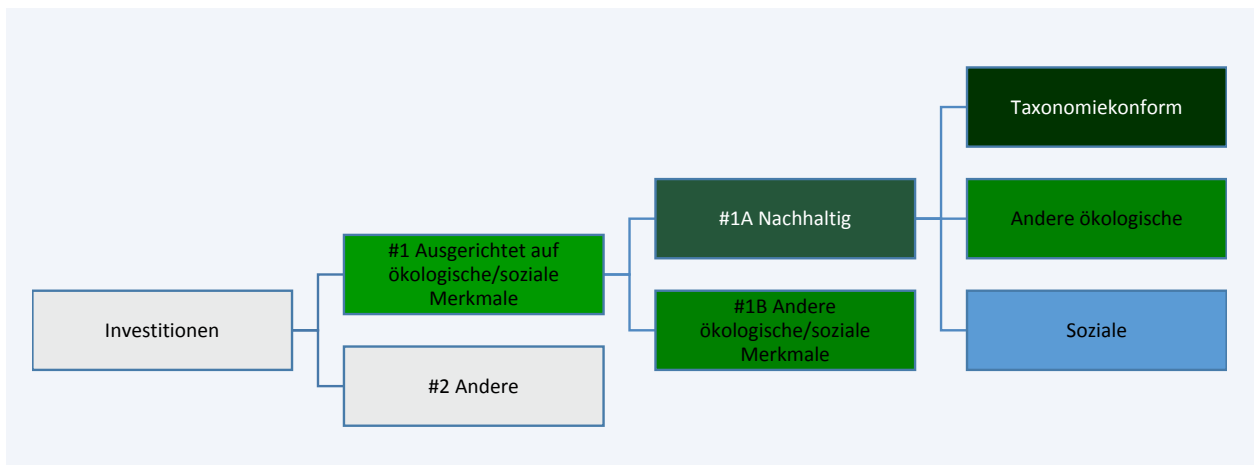 Investitionen
#1 Ausgerichtet auf
ökologische/soziale
Merkmale
#2 Andere
#1A Nachhaltig
#1B Andere
ökologische/soziale
Merkmale
Taxonomiekonform
Andere ökologische
Soziale